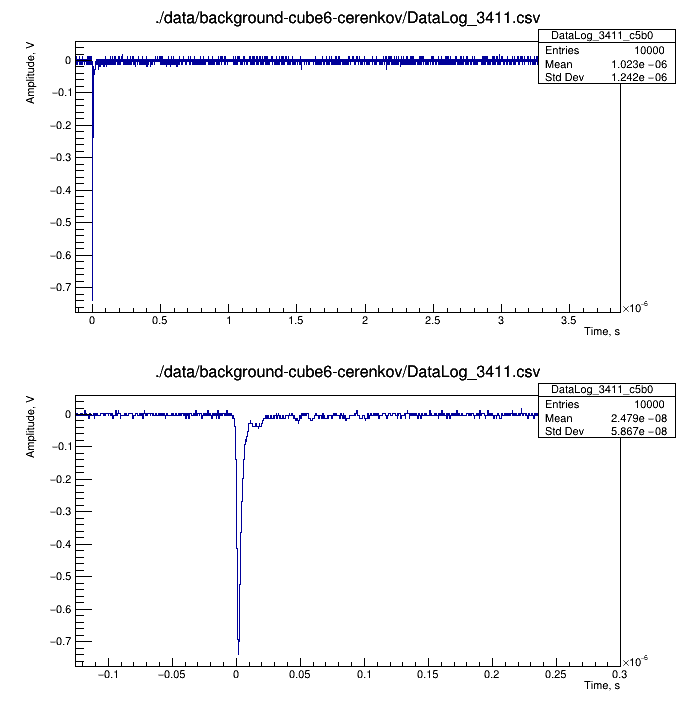 ./data/background-cube6-cerenkov/DataLog_3411.csv
DataLog_3411_c5b0
Entries 10000
Mean 1.023e−06
Std Dev 1.242e−06
Amplitude, V
0
−0.1
−0.2
−0.3
−0.4
−0.5
−0.6
−0.7
0 0.5 1 1.5 2 2.5 3 3.5
×10-6
Time, s
./data/background-cube6-cerenkov/DataLog_3411.csv
DataLog_3411_c5b0
Entries 10000
Mean 2.479e−08
Std Dev 5.867e−08
Amplitude, V
0
−0.1
−0.2
−0.3
−0.4
−0.5
−0.6
−0.7
−0.1 −0.05 0 0.05 0.1 0.15 0.2 0.25 0.3
×10-6
Time, s